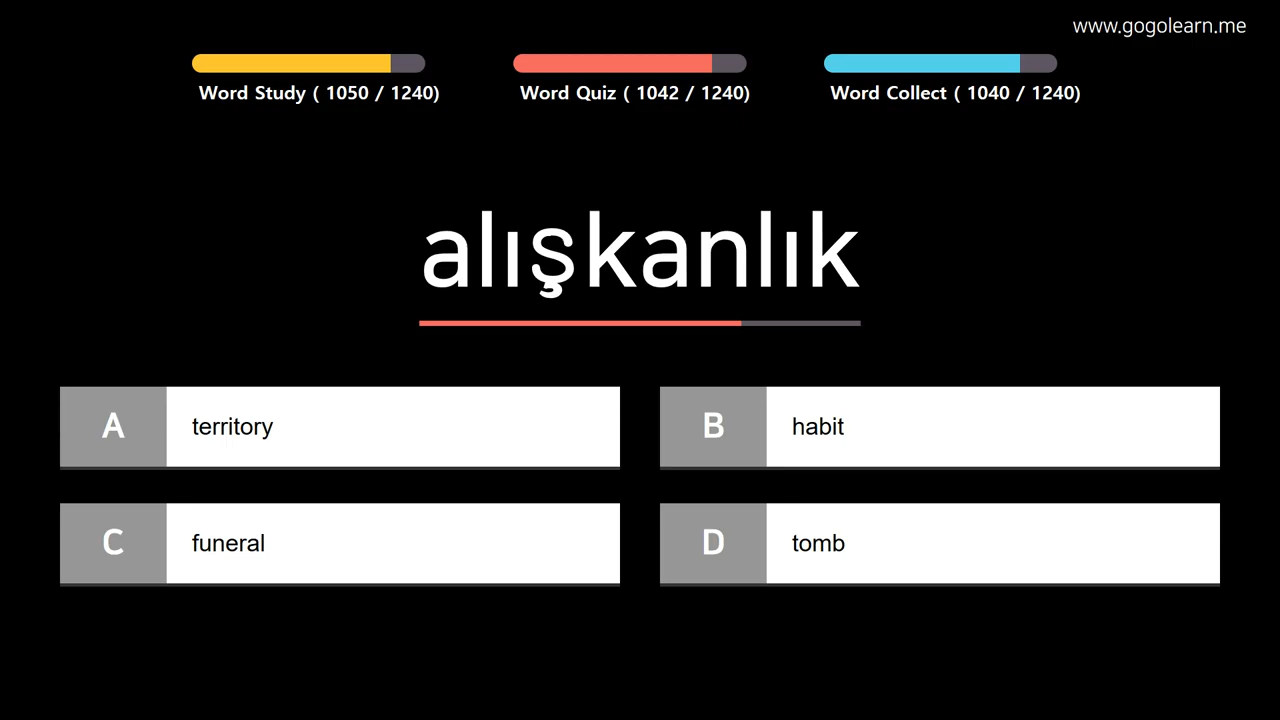 www.gogolearn.me
Word Study ( 1050 / 1240)
Word Quiz ( 1042 / 1240)
Word Collect ( 1040 / 1240)
alışkanlık
A territory
B habit
C funeral
D tomb